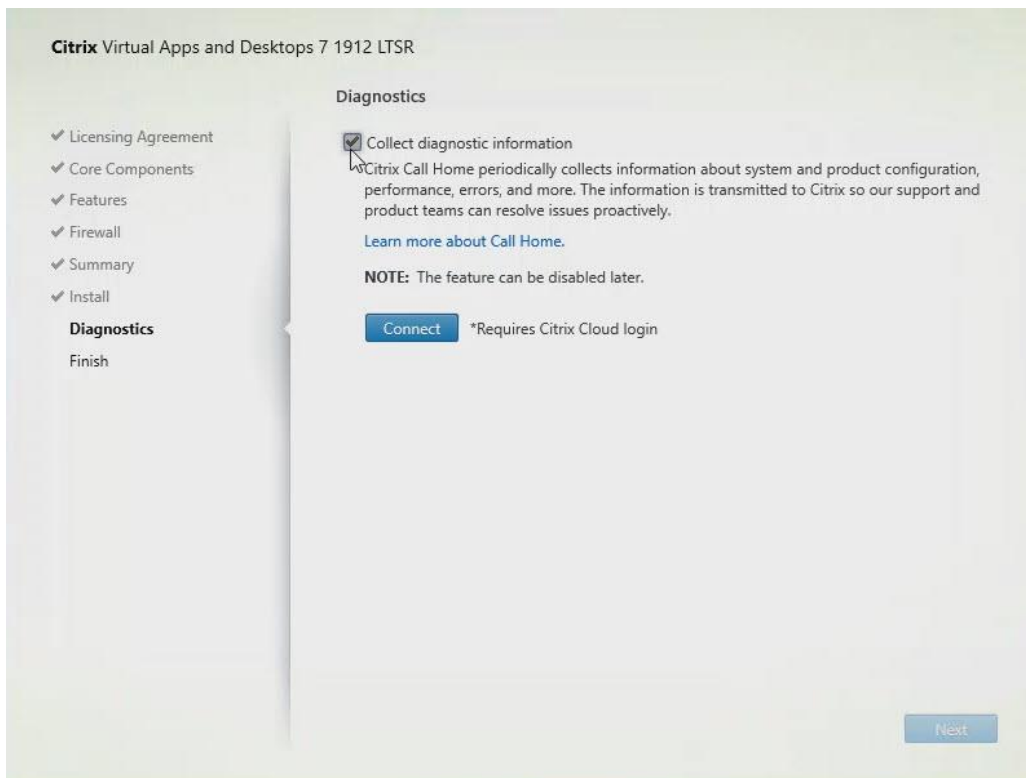 Citrix Virtual Apps and Desktops 7 1912 LTSR
Diagnostics
Licensing Agreement
Core Components
Features
Firewall
Summary
Install
Diagnostics
Finish
Collect diagnostic information
Citrix Call Home periodically collects information about system and product configuration,
performance, errors, and more. The information is transmitted to Citrix so our support and
product teams can resolve issues proactively.
Learn more about Call Home.
NOTE: The feature can be disabled later.
Connect *Requires Citrix Cloud login
Next